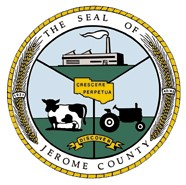 THE SEAL OF
CRESCERE
PERPETUA
DISCOVER
JEROME COUNTY